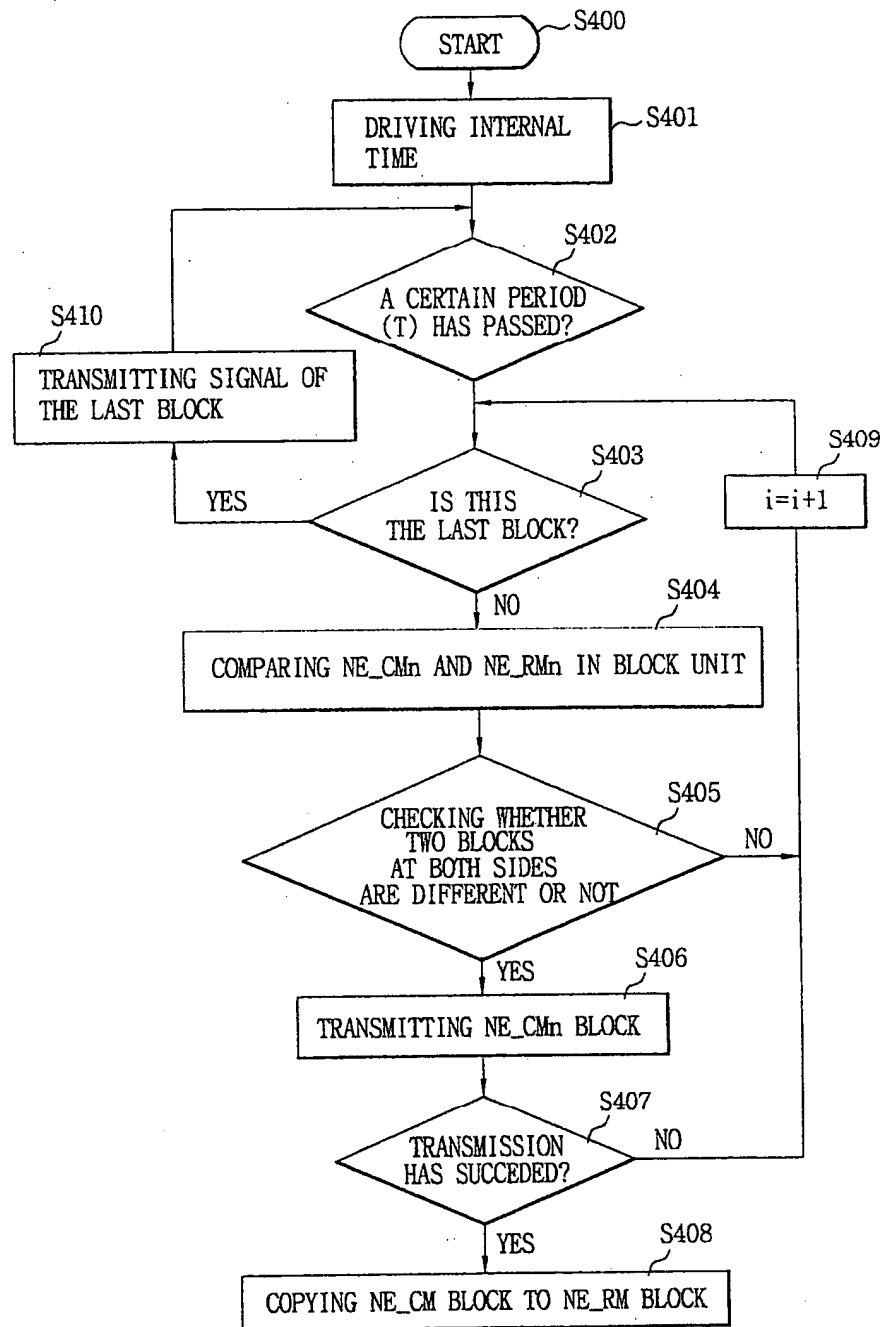 S400
START
S401
DRIVING INTERNAL
TIME
S402
A CERTAIN PERIOD
(T) HAS PASSED?
S410
TRANSMITTING SIGNAL OF
THE LAST BLOCK
S409
i=i+1
S403
YES
IS THIS
THE LAST BLOCK?
NO
S404
COMPARING NE_CMn AND NE_RMn IN BLOCK UNIT
S405
CHECKING WHETHER
TWO BLOCKS
AT BOTH SIDES
ARE DIFFERENT OR NOT
NO
YES
S406
TRANSMITTING NE_CMn BLOCK
S407
TRANSMISSION
HAS SUCCEDED?
NO
YES
S408
COPYING NE_CM BLOCK TO NE_RM BLOCK